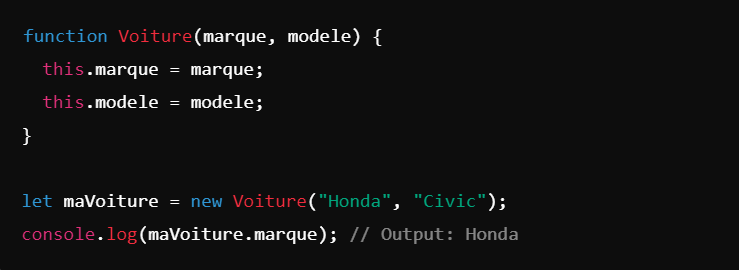 function Voiture(marque, modele) {
  this.marque = marque;
  this.modele = modele;
}
let maVoiture = new Voiture("Honda", "Civic");
console.log(maVoiture.marque); // Output: Honda